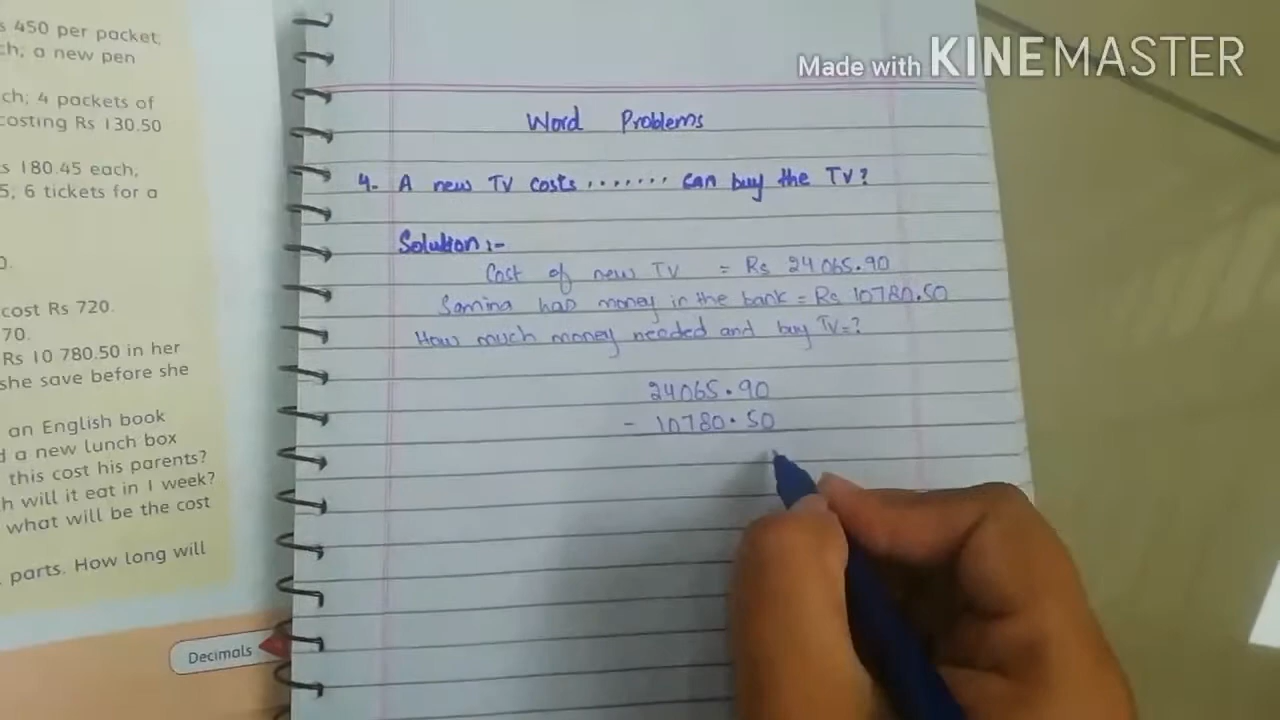 s 450 per packet;
ch; a new pen
ch; 4 packets of
costing Rs 130.50
s 180.45 each;
5; 6 tickets for a
0.
cost Rs 720.
70.
Rs 10 780.50 in her
she save before she
an English book
d a new lunch box
this cost his parents?
h will it eat in 1 week?
what will be the cost
parts. How long will
Decimals
Made with KINEMASTER
Word Problems
4. A new TV costs ....... can buy the TV?
Solution:-
Cost of new TV = Rs 24065.90
Samina has money in the bank = Rs 10780.50
How much money needed and buy TV=?
24065.90
- 10780.50